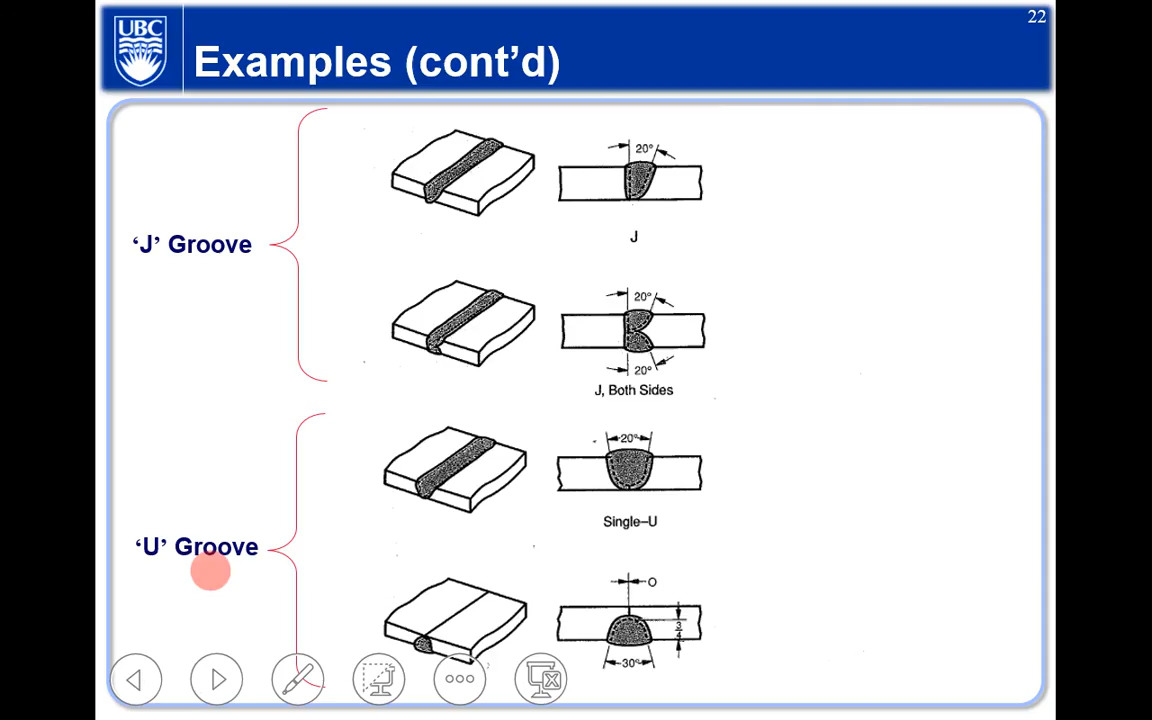 22
UBC
Examples (cont’d)
‘J’ Groove
20°
J
20°
20°
J, Both Sides
‘U’ Groove
20°
Single–U
O
3
4
30°